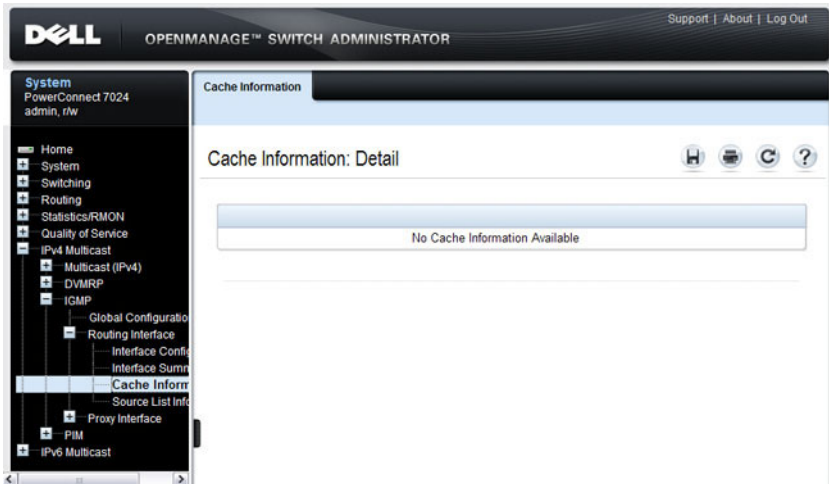 Support | About | Log Out
DELL
OPENMANAGE™ SWITCH ADMINISTRATOR
System
PowerConnect 7024
admin, r/w
Home
System
Switching
Routing
Statistics/RMON
Quality of Service
IPv4 Multicast
Multicast (IPv4)
DVMRP
IGMP
Global Configuratio
Routing Interface
Interface Config
Interface Summ
Cache Inform
Source List Info
Proxy Interface
PIM
IPv6 Multicast
Cache Information
Cache Information: Detail
No Cache Information Available